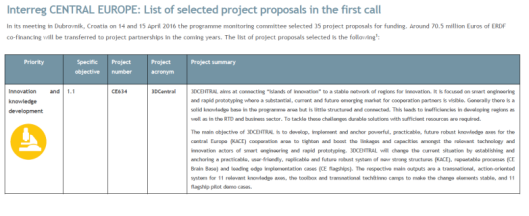 Interreg CENTRAL EUROPE: List of selected project proposals in the first call
In its meeting in Dubrovnik, Croatia on 14 and 15 April 2016 the programme monitoring committee selected 35 project proposals for funding. Around 70.5 million Euros of ERDF
co-financing will be transferred to project partnerships in the coming years. The list of project proposals selected is the following¹:
Priority
Specific
objective
Project
number
Project
acronym
Project summary
Innovation and
knowledge
development
1.1
CE634
3DCentral
3DCENTRAL aims at connecting "islands of innovation" to a stable network of regions for innovation. It is focused on smart engineering
and rapid prototyping where a substantial, current and future emerging market for cooperation partners is visible. Generally there is a
solid knowledge base in the programme area but it is little structured and connected. This leads to inefficiencies in developing regions as
well as in the RTD and business sector. To tackle these challenges durable solutions with sufficient resources are required.
The main objective of 3DCENTRAL is to develop, implement and anchor powerful, practicable, future robust knowledge axes for the
central Europe (KACE) cooperation area to tighten and boost the linkages and capacities amongst the relevant technology and
innovation actors of smart engineering and rapid prototyping. 3DCENTRAL will change the current situation by establishing and
anchoring a practicable, user-friendly, replicable and future robust system of new strong structures (KACE), repeatable processes (CE
Brain Base) and leading edge implementation cases (CE flagships). The respective main outputs are a transnational, action-oriented
system for 11 relevant knowledge axes, the toolbox and transnational techtinno camps to make the change elements stable, and 11
flagship pilot demo cases.